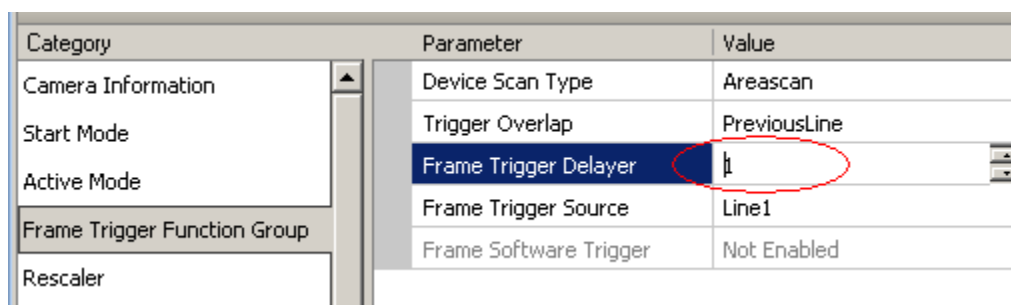 Category Parameter Value
Camera Information
Start Mode
Active Mode
Frame Trigger Function Group
Rescaler
Device Scan Type Areascan
Trigger Overlap PreviousLine
Frame Trigger Delayer 1
Frame Trigger Source Line1
Frame Software Trigger Not Enabled